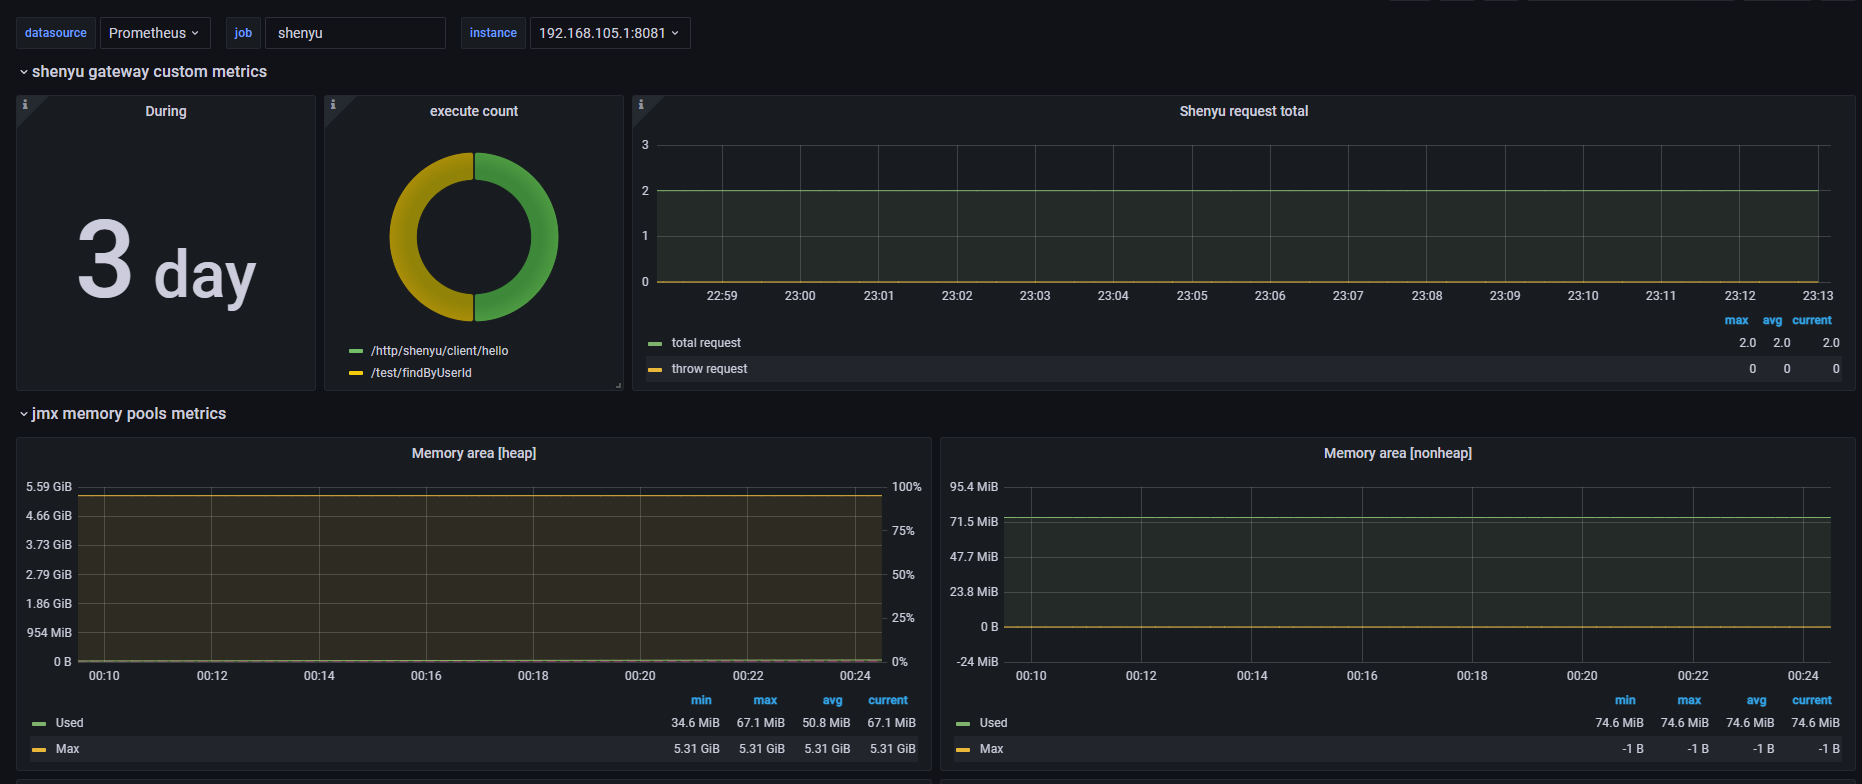 datasource Prometheus job shenyu instance 192.168.105.1:8081
shenyu gateway custom metrics
During
3 day
execute count
/http/shenyu/client/hello
/test/findByUserId
Shenyu request total
3
2
1
0
22:59 23:00 23:01 23:02 23:03 23:04 23:05 23:06 23:07 23:08 23:09 23:10 23:11 23:12 23:13
max avg current
total request 2.0 2.0 2.0
throw request 0 0 0
jmx memory pools metrics
Memory area [heap]
5.59 GiB 100%
4.66 GiB
75%
3.73 GiB
2.79 GiB 50%
1.86 GiB
25%
954 MiB
0 B 0%
00:10 00:12 00:14 00:16 00:18 00:20 00:22 00:24
min max avg current
Used 34.6 MiB 67.1 MiB 50.8 MiB 67.1 MiB
Max 5.31 GiB 5.31 GiB 5.31 GiB 5.31 GiB
Memory area [nonheap]
95.4 MiB
71.5 MiB
47.7 MiB
23.8 MiB
0 B
-24 MiB
00:10 00:12 00:14 00:16 00:18 00:20 00:22 00:24
min max avg current
Used 74.6 MiB 74.6 MiB 74.6 MiB 74.6 MiB
Max -1 B -1 B -1 B -1 B